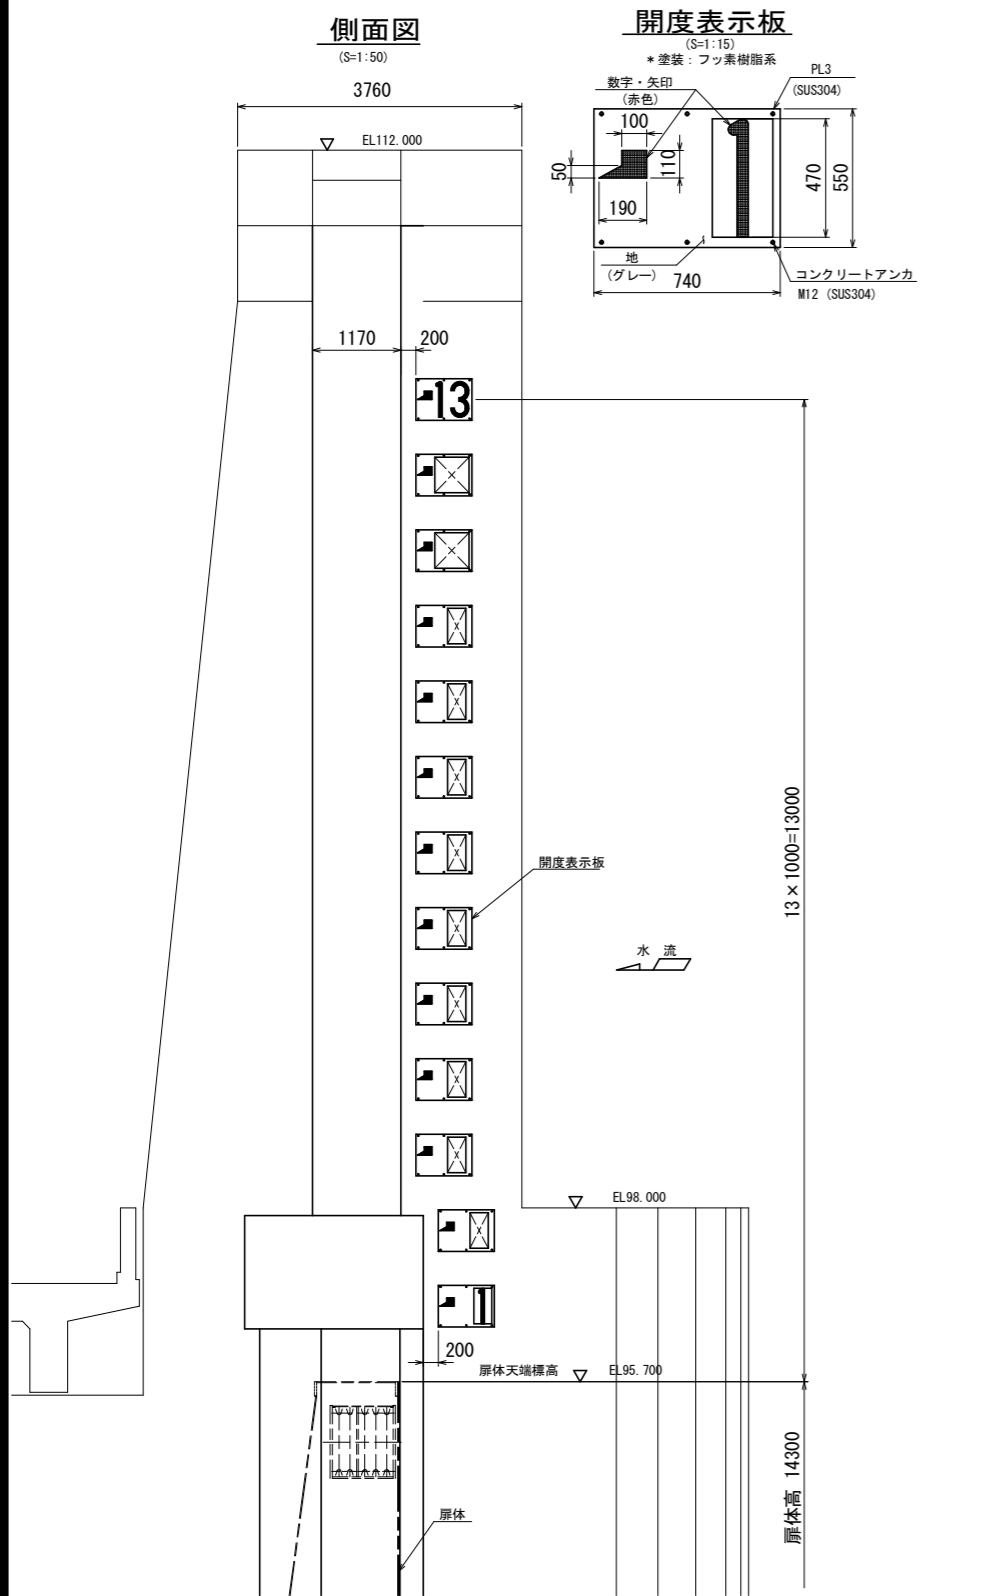 側面図
(S=1:50)
3760
EL112.000
1170
200
開度表示板
(S=1:15)
*塗装：フッ素樹脂系
数字・矢印
(赤色)
PL3
(SUS304)
100
50
110
190
1
470
550
地
(グレー)
740
コンクリートアンカ
M12 (SUS304)
13
13×1000=13000
開度表示板
水 流
EL98.000
1
200
扉体天端標高
EL95.700
扉体高 14300
扉体